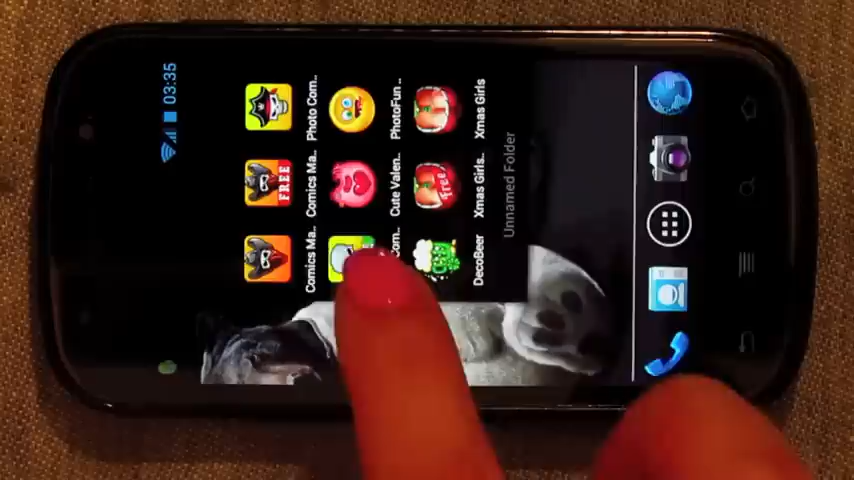 03:35
Comics Ma..
Comics Ma..
Photo Com..
Com..
Cute Valen..
PhotoFun ..
DecoBeer
Xmas Girls..
Xmas Girls
FREE
Free
Unnamed Folder